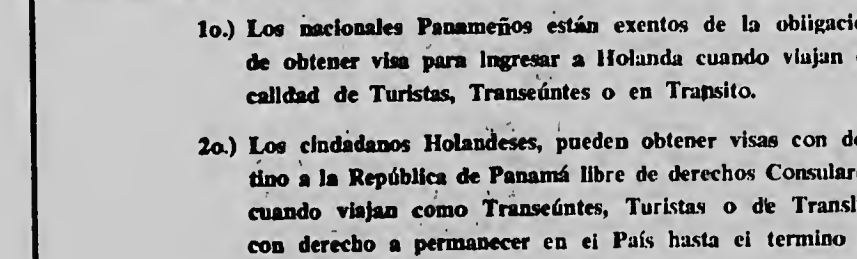 1o.) Los nacionales Panameños están exentos de la obligació
de obtener visa para Ingresar a Holanda cuando viajan
calidad de Turistas, Transeúntes o en Transito.
2o.) Los ciudadanos Holandeses, pueden obtener visas con de
tino a la República de Panamá libre de derechos Consular
cuando viajan como Transeúntes, Turistas o de Transi
con derecho a permanecer en el País hasta el termino